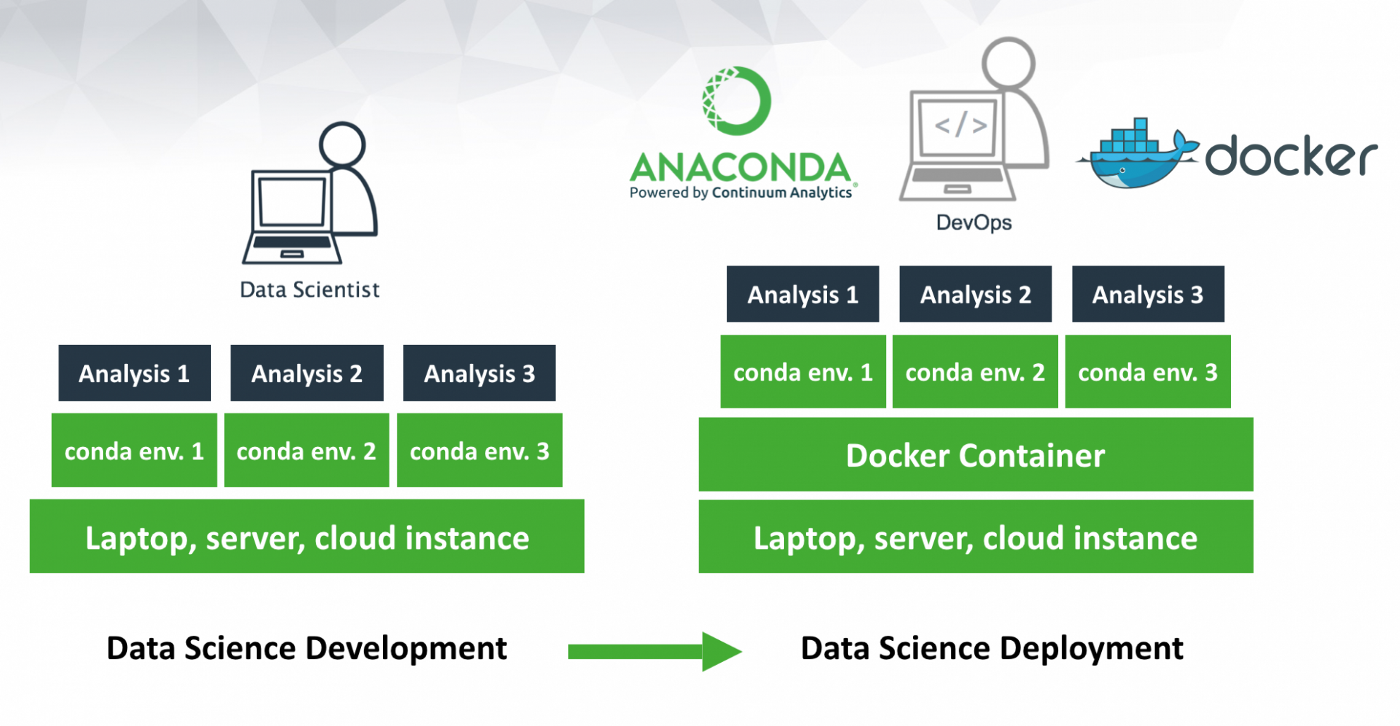 Data Scientist
Analysis 1
Analysis 2
Analysis 3
conda env. 1
conda env. 2
conda env. 3
Laptop, server, cloud instance
Data Science Development
ANACONDA®
Powered by Continuum Analytics
</>
DevOps
docker
Analysis 1
Analysis 2
Analysis 3
conda env. 1
conda env. 2
conda env. 3
Docker Container
Laptop, server, cloud instance
Data Science Deployment